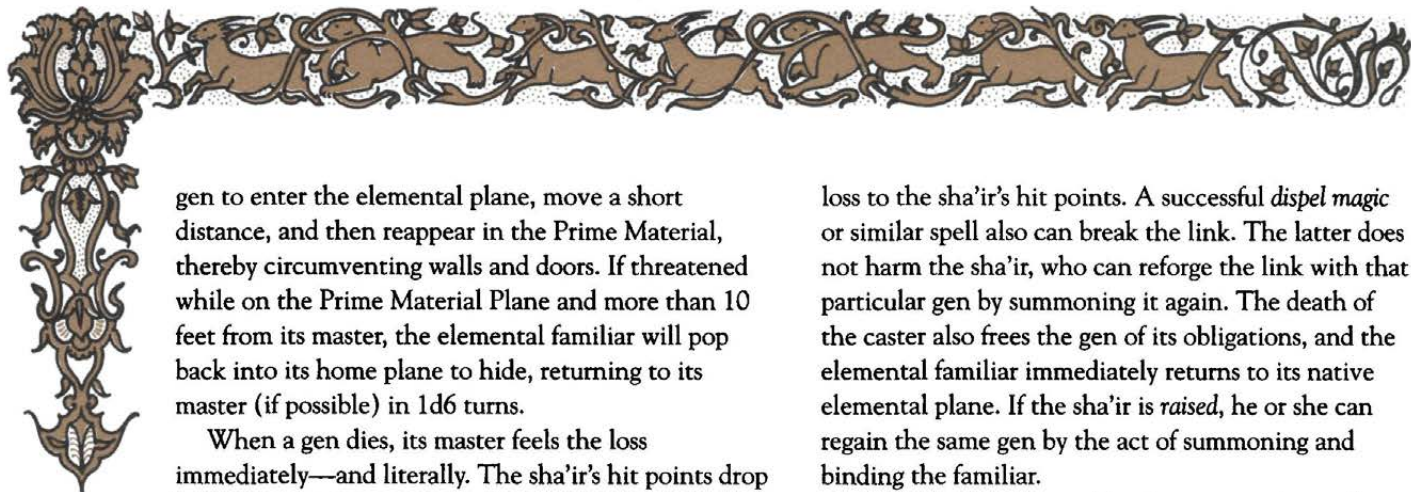 gen to enter the elemental plane, move a short
distance, and then reappear in the Prime Material,
thereby circumventing walls and doors. If threatened
while on the Prime Material Plane and more than 10
feet from its master, the elemental familiar will pop
back into its home plane to hide, returning to its
master (if possible) in 1d6 turns.
When a gen dies, its master feels the loss
immediately—and literally. The sha'ir's hit points drop
loss to the sha'ir's hit points. A successful dispel magic
or similar spell also can break the link. The latter does
not harm the sha'ir, who can reforge the link with that
particular gen by summoning it again. The death of
the caster also frees the gen of its obligations, and the
elemental familiar immediately returns to its native
elemental plane. If the sha'ir is raised, he or she can
regain the same gen by the act of summoning and
binding the familiar.